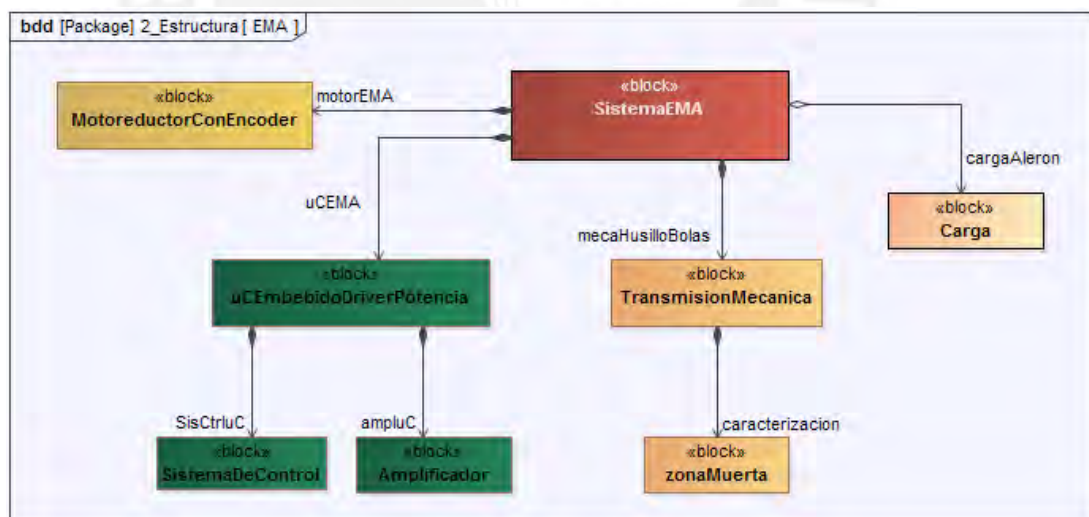 bdd [Package] 2_Estructura [ EMA ]
«block»
MotoreductorConEncoder
motorEMA
«block»
SistemaEMA
cargaAleron
«block»
Carga
uCEMA
mecaHusilloBolas
«block»
uCEmbebidoDriverPotencia
«block»
TransmisionMecanica
SisCtrluC
ampluC
caracterizacion
«block»
SistemaDeControl
«block»
Amplificador
«block»
zonaMuerta